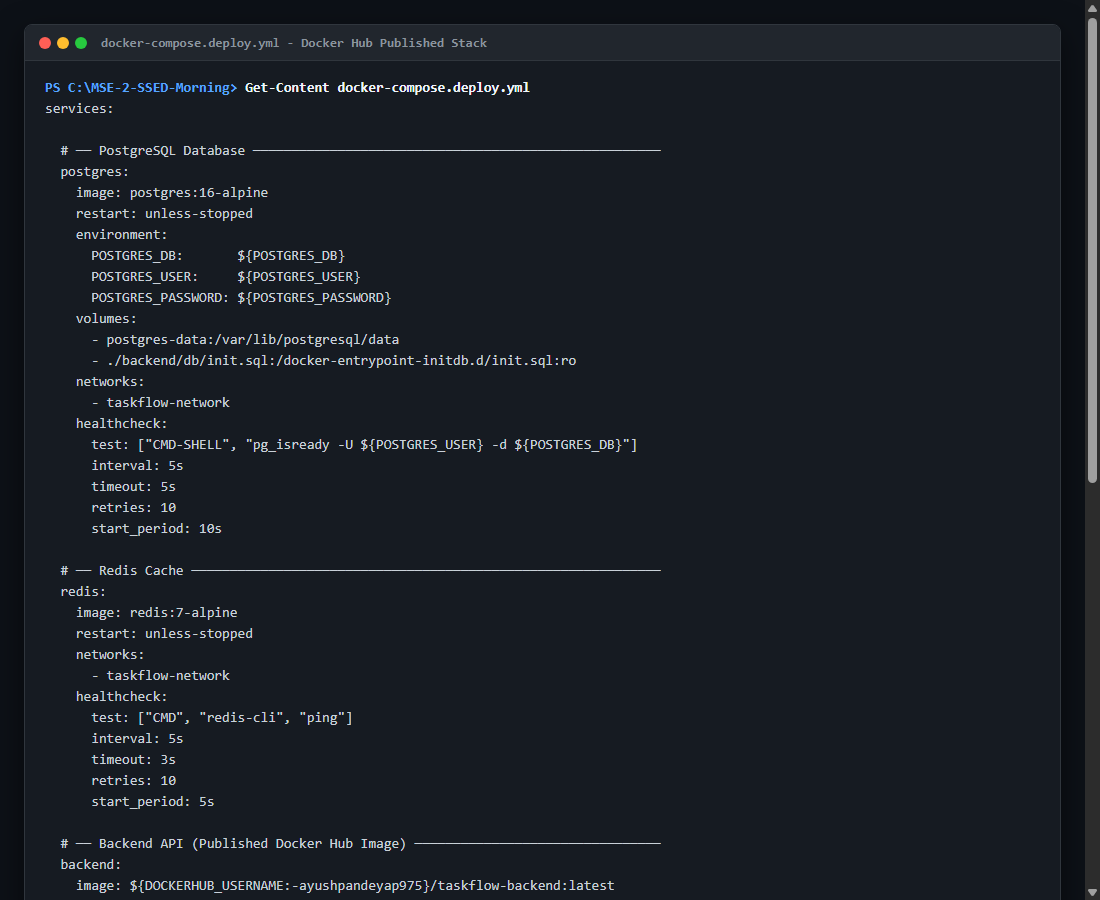 docker-compose.deploy.yml - Docker Hub Published Stack
PS C:\MSE-2-SSED-Morning> Get-Content docker-compose.deploy.yml
services:

  # ── PostgreSQL Database ─────────────────────────────────────────────────────
  postgres:
    image: postgres:16-alpine
    restart: unless-stopped
    environment:
      POSTGRES_DB:       ${POSTGRES_DB}
      POSTGRES_USER:     ${POSTGRES_USER}
      POSTGRES_PASSWORD: ${POSTGRES_PASSWORD}
    volumes:
      - postgres-data:/var/lib/postgresql/data
      - ./backend/db/init.sql:/docker-entrypoint-initdb.d/init.sql:ro
    networks:
      - taskflow-network
    healthcheck:
      test: ["CMD-SHELL", "pg_isready -U ${POSTGRES_USER} -d ${POSTGRES_DB}"]
      interval: 5s
      timeout: 5s
      retries: 10
      start_period: 10s

  # ── Redis Cache ─────────────────────────────────────────────────────────────
  redis:
    image: redis:7-alpine
    restart: unless-stopped
    networks:
      - taskflow-network
    healthcheck:
      test: ["CMD", "redis-cli", "ping"]
      interval: 5s
      timeout: 3s
      retries: 10
      start_period: 5s

  # ── Backend API (Published Docker Hub Image) ────────────────────────────────
  backend:
    image: ${DOCKERHUB_USERNAME:-ayushpandeyap975}/taskflow-backend:latest